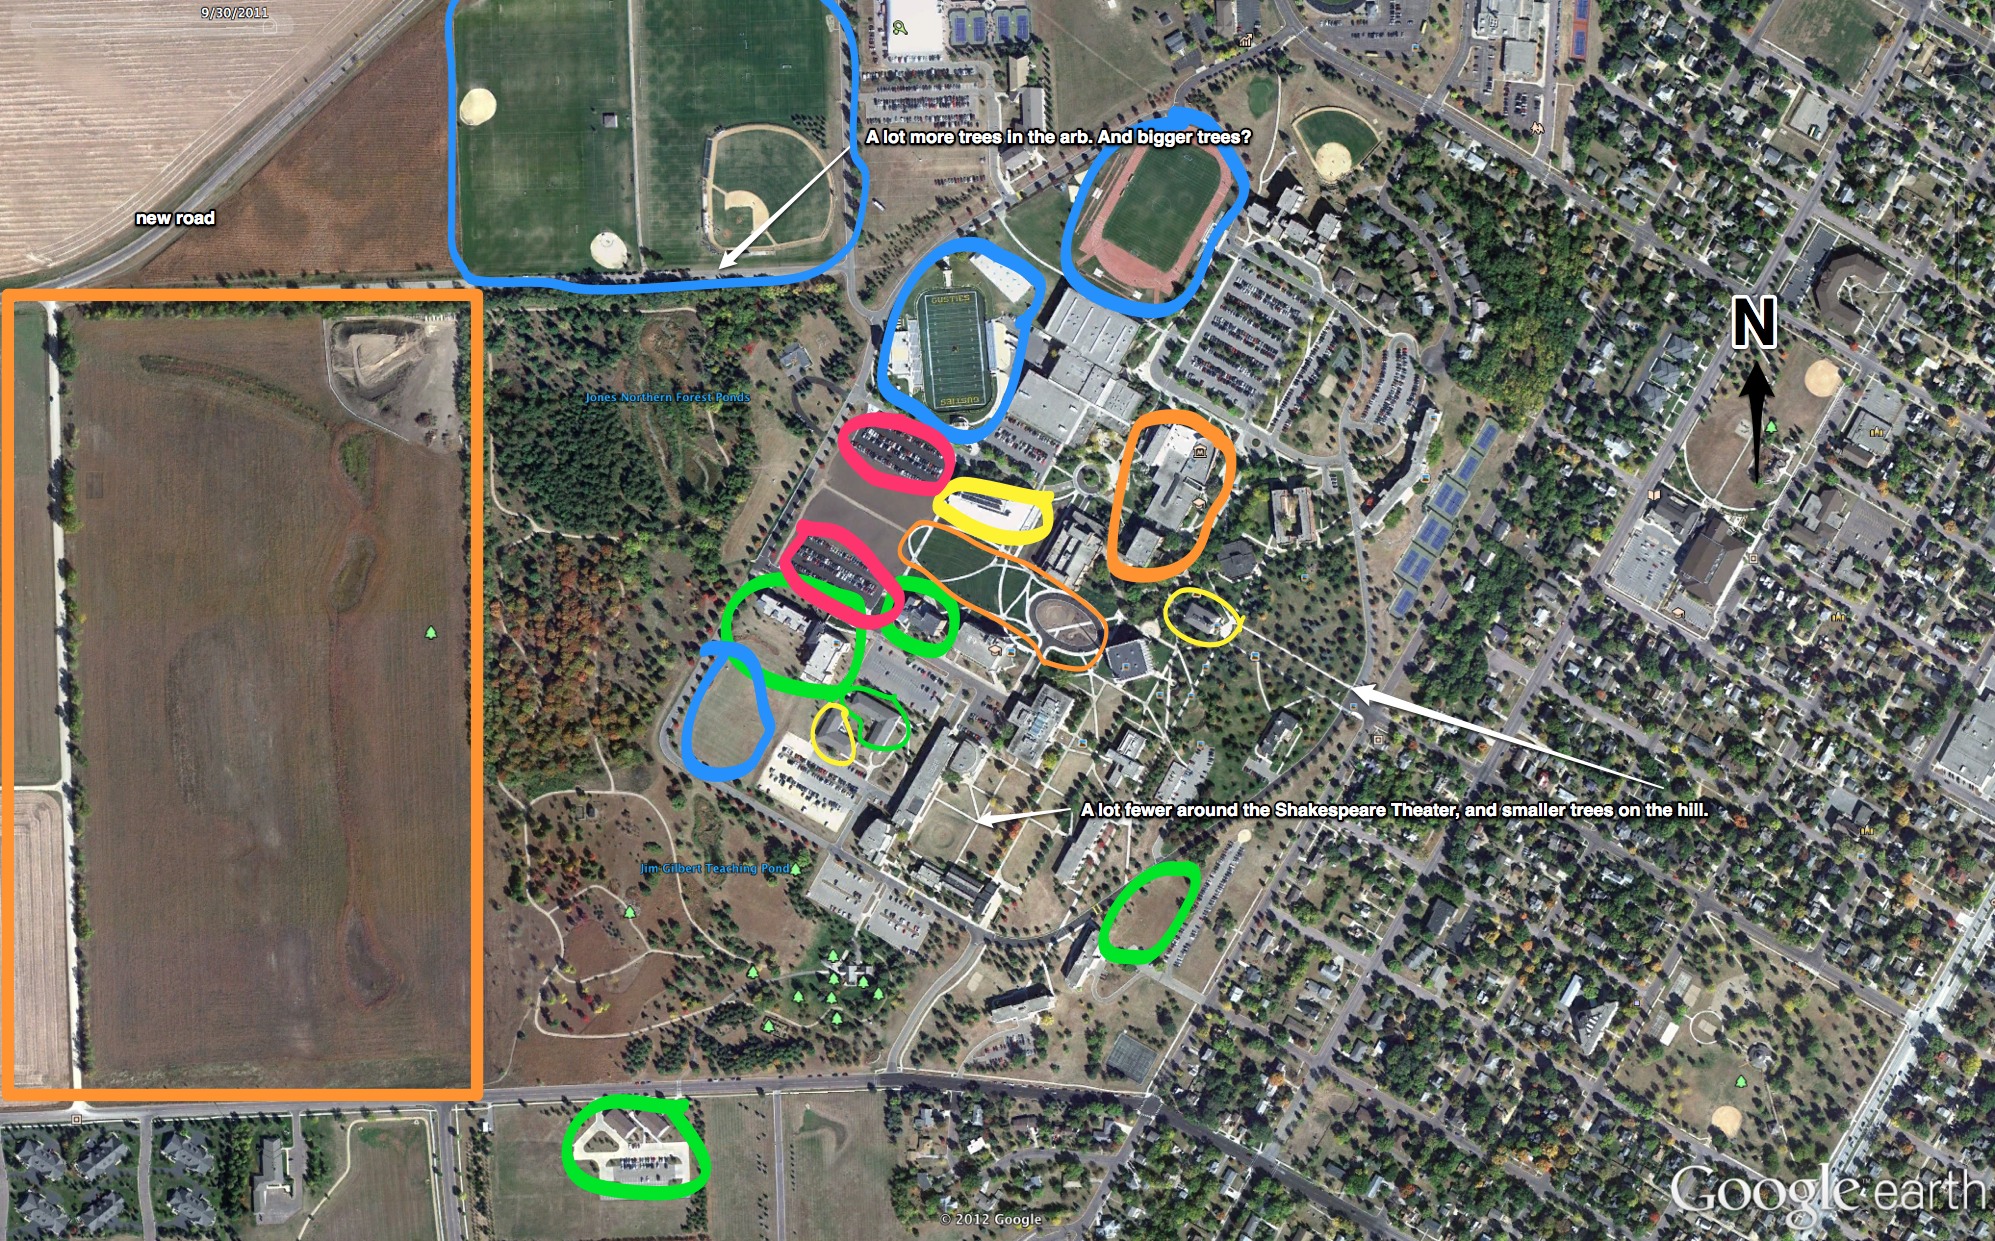 9/30/2011
A lot more trees in the arb. And bigger trees?
new road
GUSTIES
N
Jones Northern Forest Ponds
GUSTIES
A lot fewer around the Shakespeare Theater, and smaller trees on the hill.
Jim Gilbert Teaching Pond
Google earth
© 2012 Google